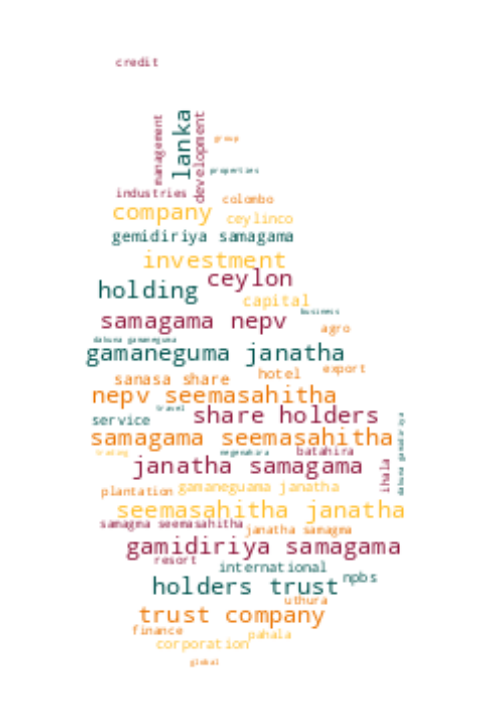 credit
management
lanka
development
group
properties
industries
colombo
company
ceylinco
gemidiriya samagama
investment
ceylon
holding
capital
business
samagama nepv
agro
dakuna gamaneguma
gamaneguma janatha
hotel
export
sanasa share
nepv seemasahitha
travel
share holders
service
samagama seemasahitha
dakuna gamidiriya
trading
negenahira
batahira
janatha samagama
ihala
plantation
gamaneguama janatha
seemasahitha janatha
samagma seemasahitha
janatha samagma
gamidiriya samagama
resort
international
holders trust
npbs
uthura
trust company
finance
pahala
corporation
global